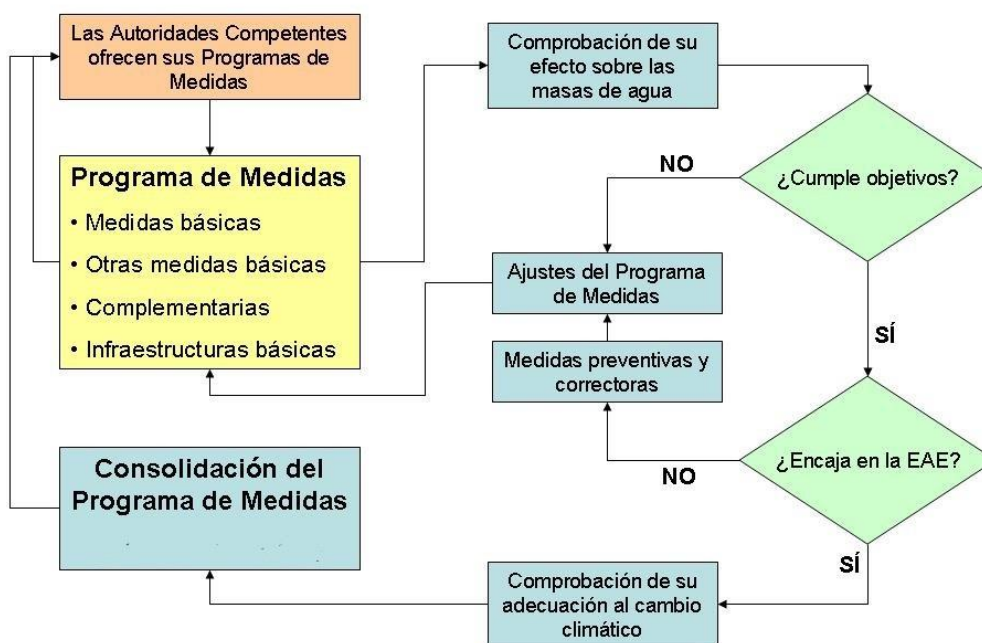 Las Autoridades Competentes
ofrecen sus Programas de
Medidas
Comprobación de su
efecto sobre las
masas de agua
Programa de Medidas
• Medidas básicas
• Otras medidas básicas
• Complementarias
• Infraestructuras básicas
NO
¿Cumple objetivos?
Ajustes del Programa
de Medidas
SÍ
Medidas preventivas y
correctoras
NO
¿Encaja en la EAE?
Consolidación del
Programa de Medidas
SÍ
Comprobación de su
adecuación al cambio
climático